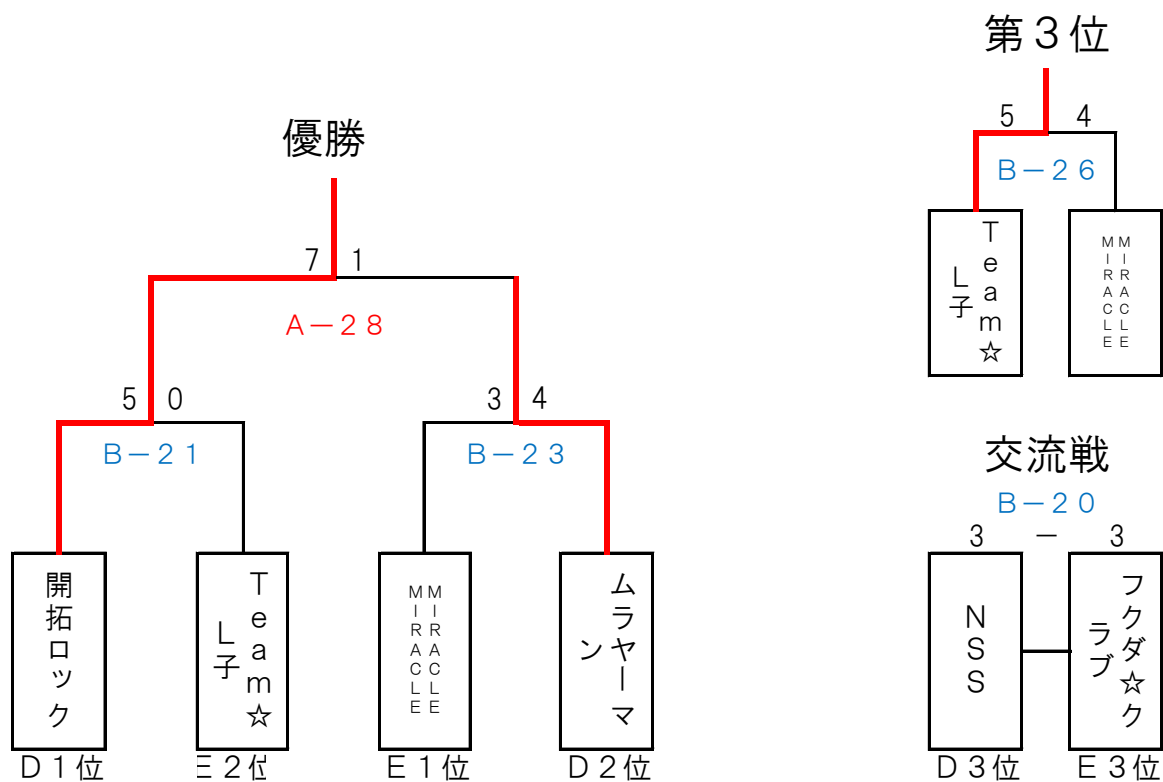 優勝
7 1
A－28
5 0
3 4
B－21
B－23
開拓ロック
Team☆
L子
MIRACLE
MIRACLE
ムラヤーマ
ン
D1位
E2位
E1位
D2位
第3位
5 4
B－26
Team☆
L子
MIRACLE
MIRACLE
交流戦
B－20
3 － 3
NSS
フクダ☆ク
ラブ
D3位
E3位